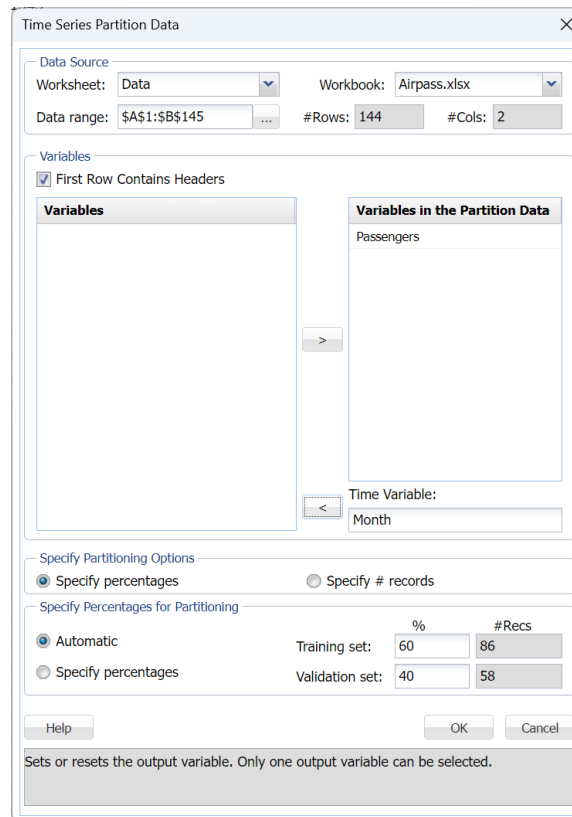 Time Series Partition Data
Data Source
Worksheet: Data Workbook: Airpass.xlsx
Data range: $A$1:$B$145 ... #Rows: 144 #Cols: 2
Variables
First Row Contains Headers
Variables Variables in the Partition Data
Passengers
>
< Time Variable:
Month
Specify Partitioning Options
Specify percentages Specify # records
Specify Percentages for Partitioning
% #Recs
Automatic Training set: 60 86
Specify percentages Validation set: 40 58
Help OK Cancel
Sets or resets the output variable. Only one output variable can be selected.